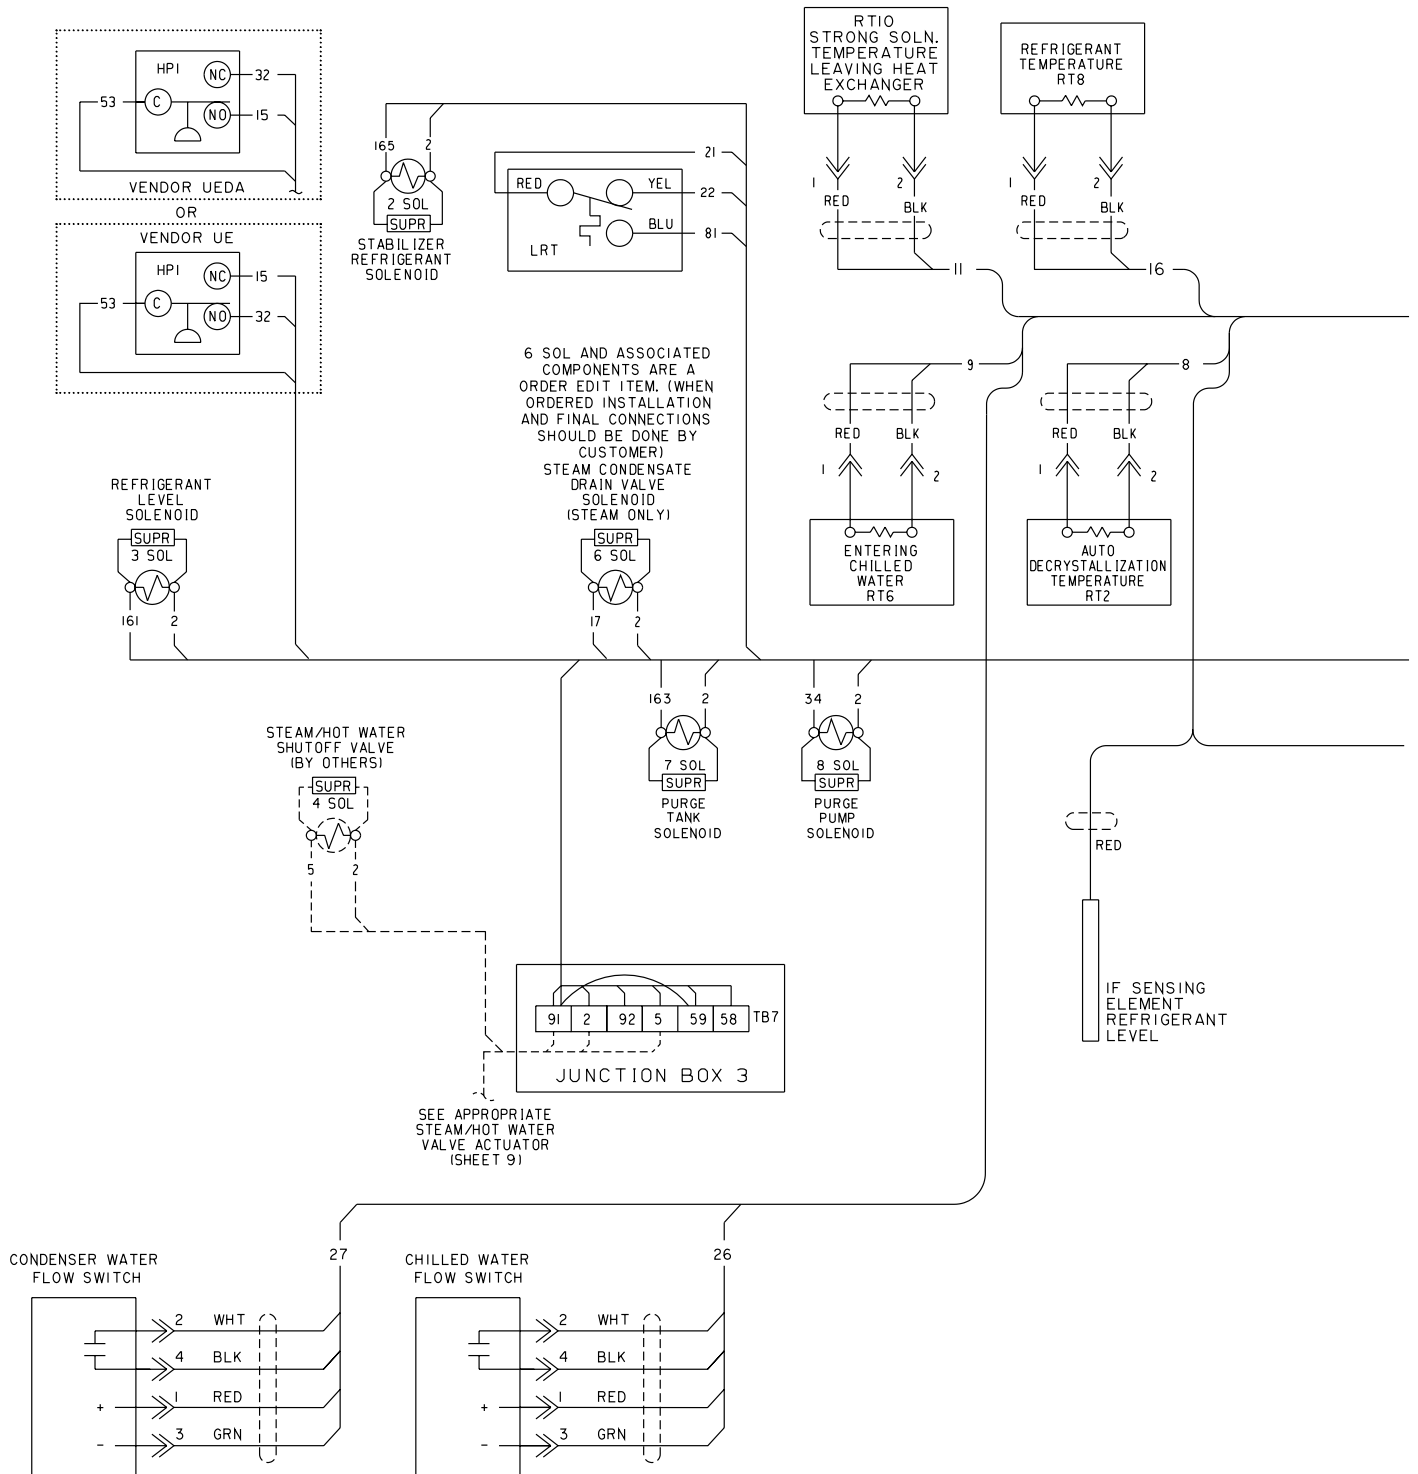 HP1
NC
32
53
C
NO
15
VENDOR UEDA
OR
VENDOR UE
HP1
NC
15
53
C
NO
32
165
2
2 SOL
SUPR
STABILIZER
REFRIGERANT
SOLENOID
21
RED
YEL
22
BLU
81
LRT
RT10
STRONG SOLN.
TEMPERATURE
LEAVING HEAT
EXCHANGER
1
2
RED
BLK
11
REFRIGERANT
TEMPERATURE
RT8
1
2
RED
BLK
16
9
RED
BLK
1
2
ENTERING
CHILLED
WATER
RT6
8
RED
BLK
1
2
AUTO
DECRYSTALLIZATION
TEMPERATURE
RT2
6 SOL AND ASSOCIATED
COMPONENTS ARE A
ORDER EDIT ITEM. (WHEN
ORDERED INSTALLATION
AND FINAL CONNECTIONS
SHOULD BE DONE BY
CUSTOMER)
STEAM CONDENSATE
DRAIN VALVE
SOLENOID
(STEAM ONLY)
SUPR
6 SOL
17
2
REFRIGERANT
LEVEL
SOLENOID
SUPR
3 SOL
161
2
163
2
7 SOL
SUPR
PURGE
TANK
SOLENOID
34
2
8 SOL
SUPR
PURGE
PUMP
SOLENOID
STEAM/HOT WATER
SHUTOFF VALVE
(BY OTHERS)
SUPR
4 SOL
5
2
RED
IF SENSING
ELEMENT
REFRIGERANT
LEVEL
91 2 92 5 59 58 TB7
JUNCTION BOX 3
SEE APPROPRIATE
STEAM/HOT WATER
VALVE ACTUATOR
(SHEET 9)
27
CONDENSER WATER
FLOW SWITCH
2 WHT
4 BLK
+ 1 RED
- 3 GRN
26
CHILLED WATER
FLOW SWITCH
2 WHT
4 BLK
+ 1 RED
- 3 GRN